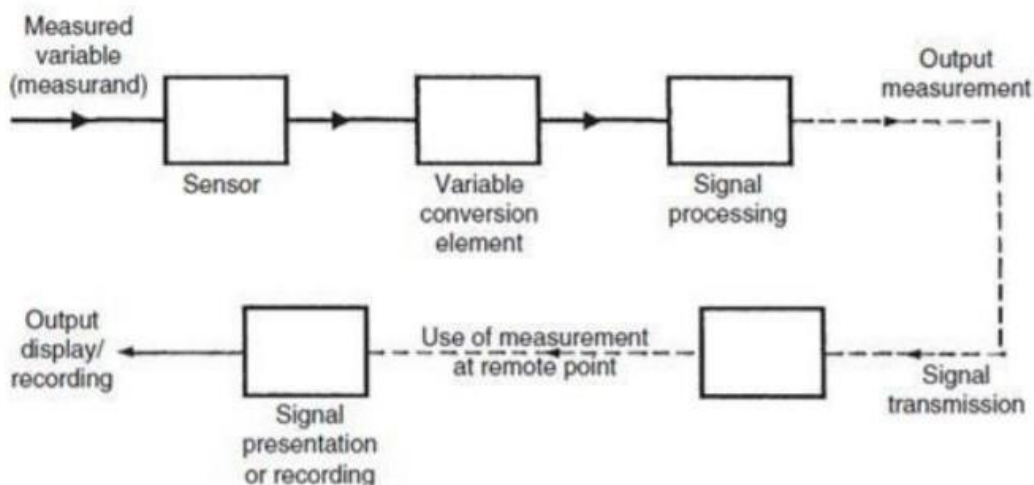 Measured
variable
(measurand)
Output
measurement
Sensor
Variable
conversion
element
Signal
processing
Output
display/
recording
Use of measurement
at remote point
Signal
transmission
Signal
presentation
or recording